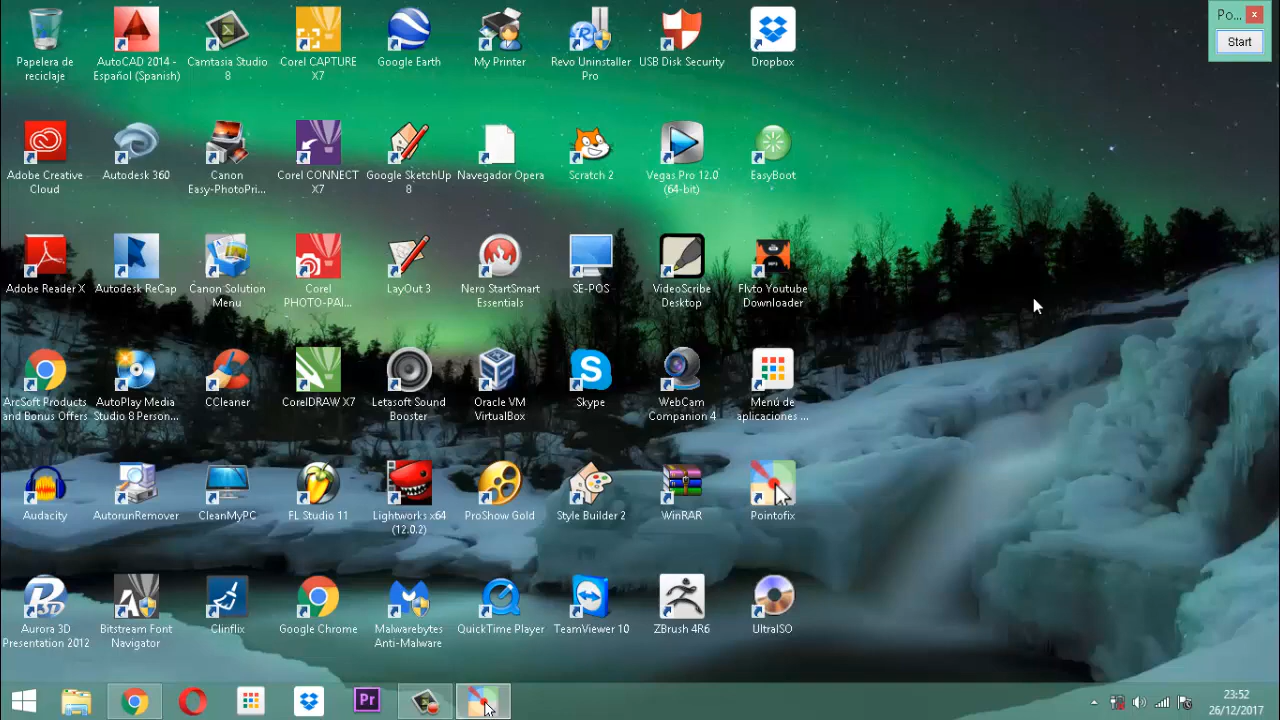 Po...
Start
Papelera de
reciclaje
AutoCAD 2014 -
Español (Spanish)
Camtasia Studio
8
Corel CAPTURE
X7
Google Earth
My Printer
Revo Uninstaller
Pro
USB Disk Security
Dropbox
Adobe Creative
Cloud
Autodesk 360
Canon
Easy-PhotoPri...
Corel CONNECT
X7
Google SketchUp
8
Navegador Opera
Scratch 2
Vegas Pro 12.0
(64-bit)
EasyBoot
Adobe Reader X
Autodesk ReCap
Canon Solution
Menu
Corel
PHOTO-PAI...
LayOut 3
Nero StartSmart
Essentials
SE-POS
VideoScribe
Desktop
Flvto Youtube
Downloader
ArcSoft Products
and Bonus Offers
AutoPlay Media
Studio 8 Person...
CCleaner
CorelDRAW X7
Letasoft Sound
Booster
Oracle VM
VirtualBox
Skype
WebCam
Companion 4
Menú de
aplicaciones ...
Audacity
AutorunRemover
CleanMyPC
FL Studio 11
Lightworks x64
(12.0.2)
ProShow Gold
Style Builder 2
WinRAR
Pointofix
Aurora 3D
Presentation 2012
Bitstream Font
Navigator
Clinflix
Google Chrome
Malwarebytes
Anti-Malware
QuickTime Player
TeamViewer 10
ZBrush 4R6
UltraISO
Pr
23:52
26/12/2017